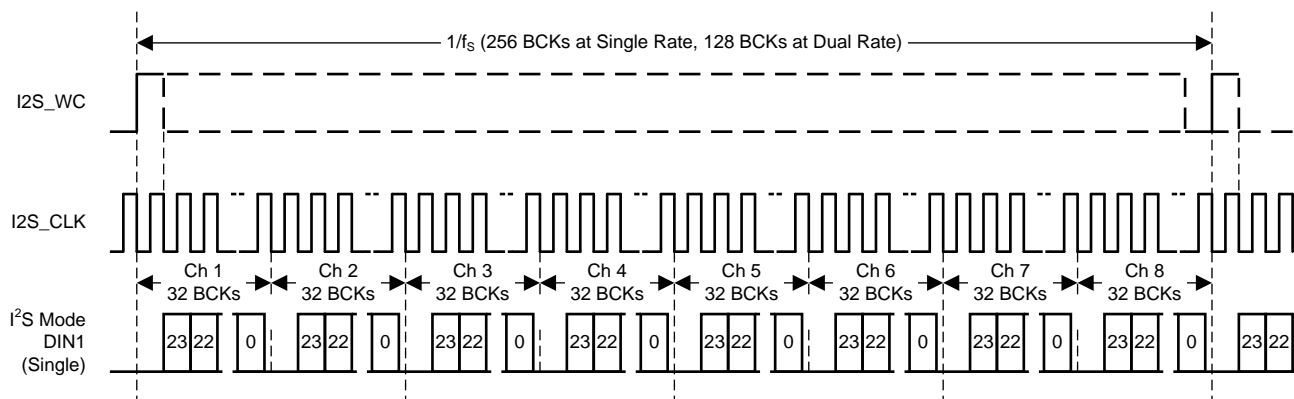 1/fS (256 BCKs at Single Rate, 128 BCKs at Dual Rate)
I2S_WC
I2S_CLK
Ch 1 Ch 2 Ch 3 Ch 4 Ch 5 Ch 6 Ch 7 Ch 8
32 BCKs 32 BCKs 32 BCKs 32 BCKs 32 BCKs 32 BCKs 32 BCKs 32 BCKs
I²S Mode
DIN1
(Single)
23 22 0 23 22 0 23 22 0 23 22 0 23 22 0 23 22 0 23 22 0 23 22 0 23 22